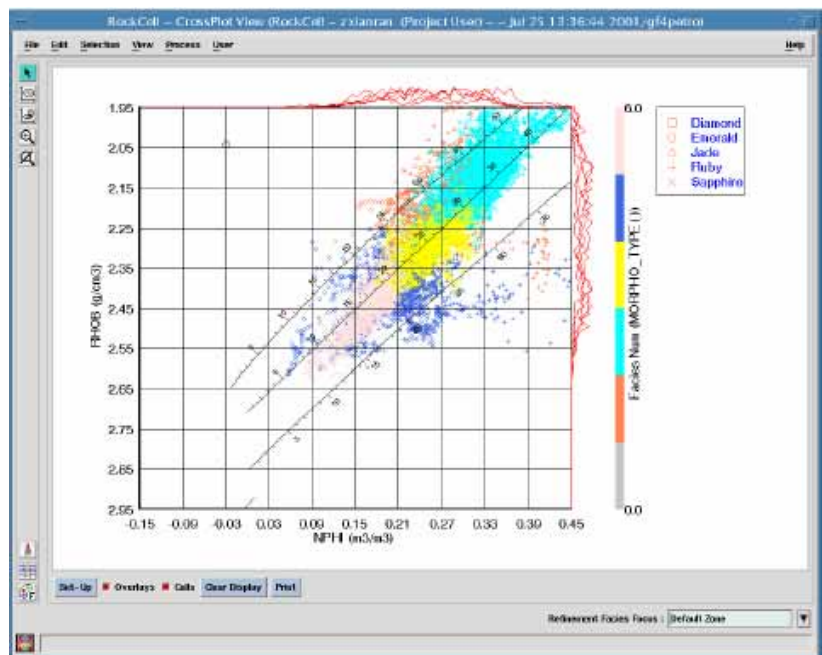 RockCell - CrossPlot View (RockCell - zxianran (Project User) - - Jul 25 13:36:44 2001/gf4petro)
File Edit Selection View Process User Help
1.95
2.05
2.15
2.25
2.35
2.45
2.55
2.65
2.75
2.85
2.95
RHOB (g/cm3)
-0.15 -0.09 -0.03 0.03 0.09 0.15 0.21 0.27 0.33 0.39 0.45
NPHI (m3/m3)
6.0
0.0
Facies Num (MORPHO_TYPE ())
Diamond
Emerald
Jade
Ruby
Sapphire
Set-Up Overlays Cells Clear Display Print
Refinement Facies Focus : Default Zone